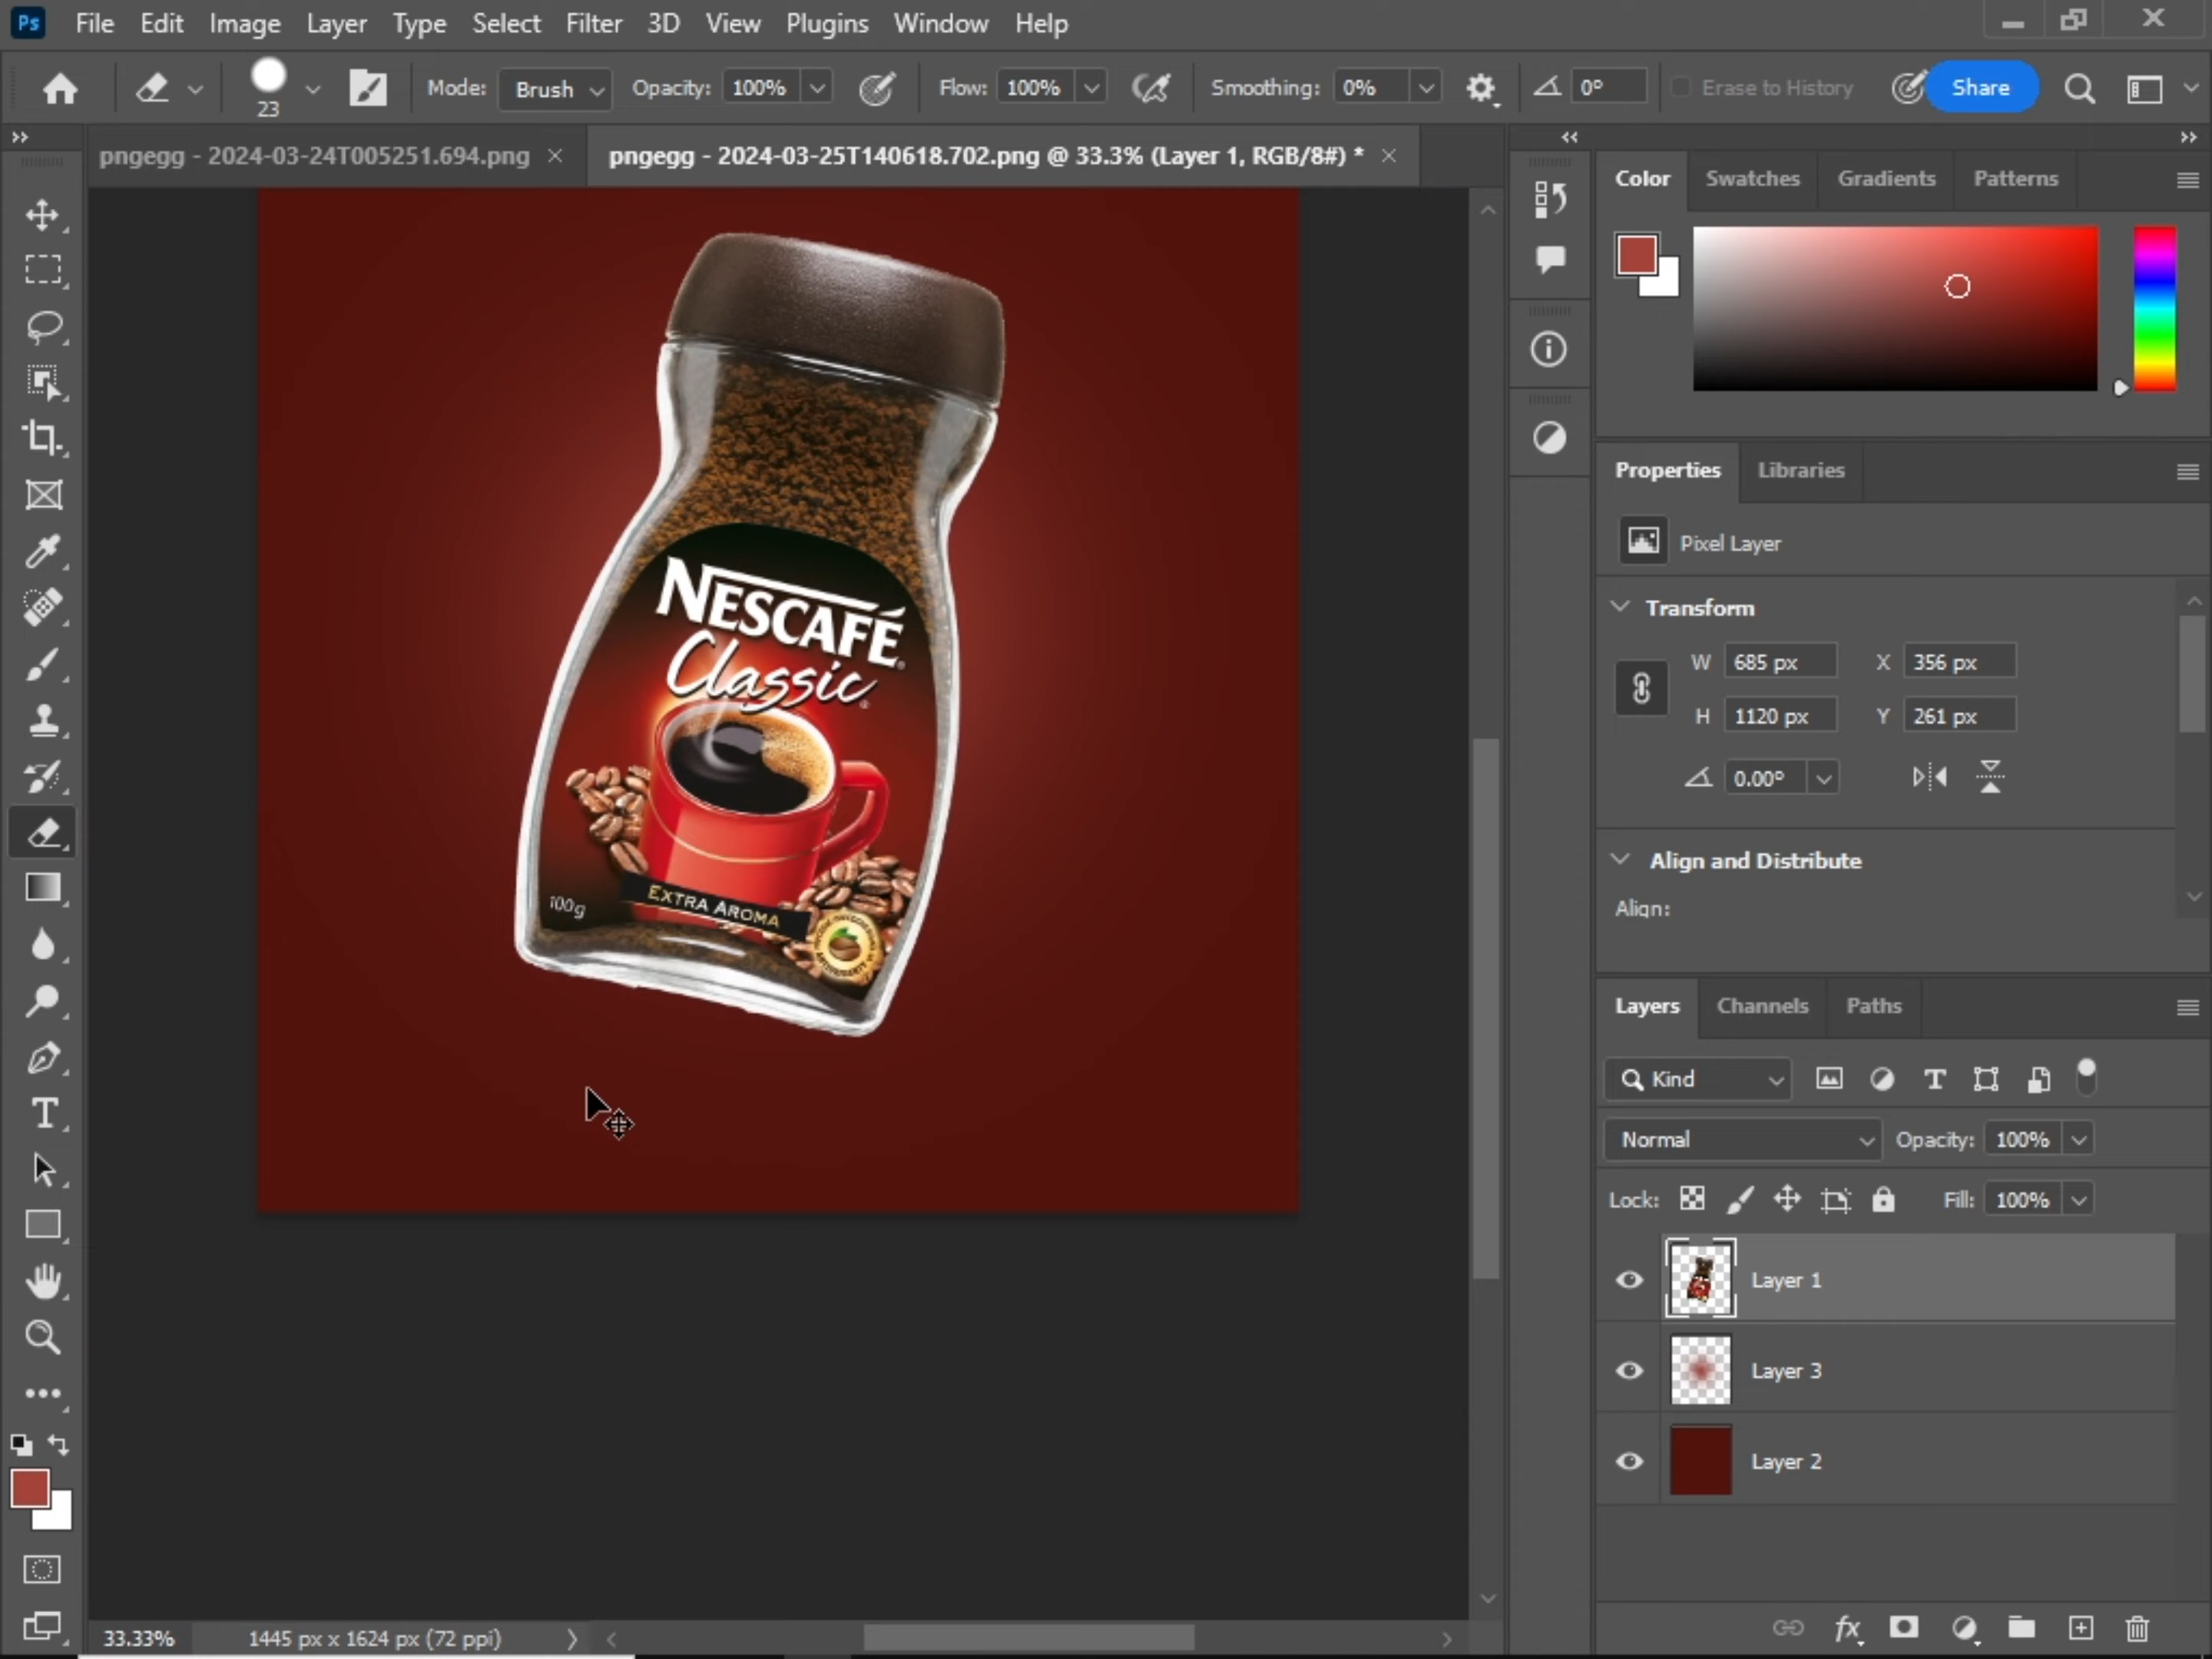 Ps File Edit Image Layer Type Select Filter 3D View Plugins Window Help
23 Mode: Brush Opacity: 100% Flow: 100% Smoothing: 0% 0° Erase to History Share
pngegg - 2024-03-24T005251.694.png
pngegg - 2024-03-25T140618.702.png @ 33.3% (Layer 1, RGB/8#) *
NESCAFÉ®
Classic®
EXTRA AROMA
100g
Color Swatches Gradients Patterns
Properties Libraries
Pixel Layer
Transform
W 685 px X 356 px
H 1120 px Y 261 px
0.00°
Align and Distribute
Align:
Layers Channels Paths
Kind
Normal Opacity: 100%
Lock: Fill: 100%
Layer 1
Layer 3
Layer 2
33.33% 1445 px x 1624 px (72 ppi)